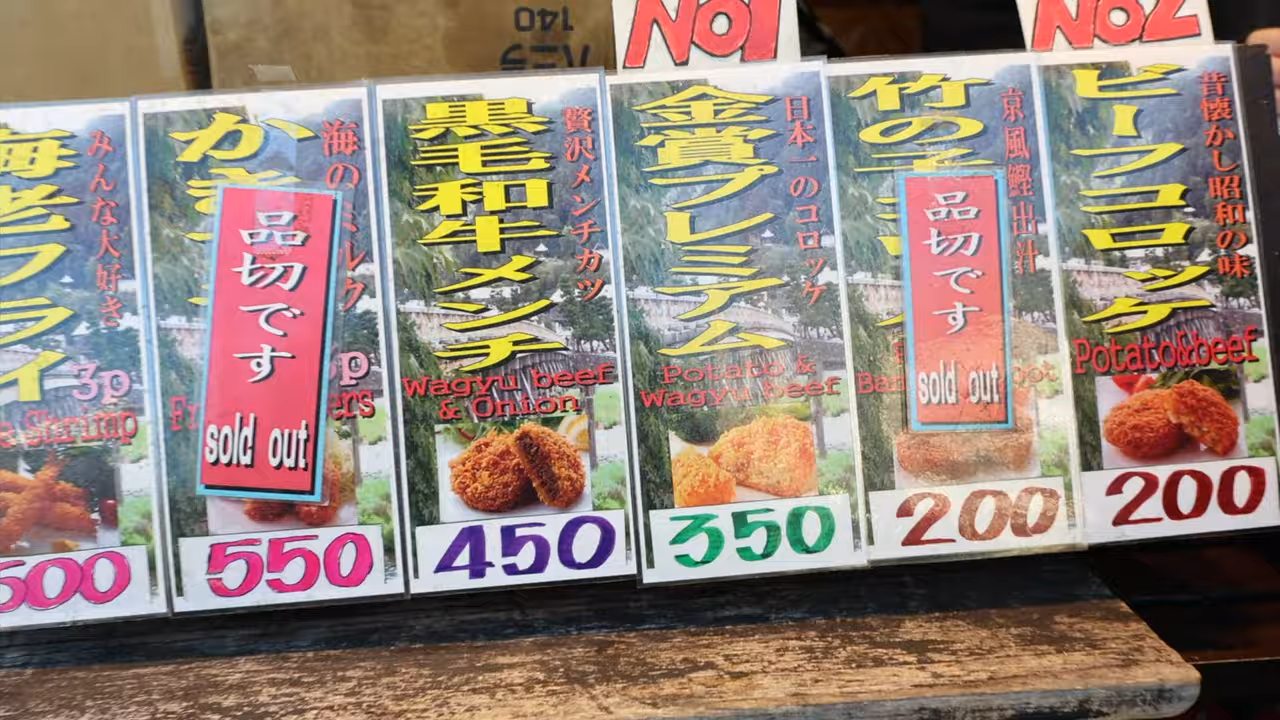 No1
No2
140
みんな大好き
海老フライ
3p
Shrimp
500
海のミルク
かき
品切です
sold out
550
贅沢メンチカツ
黒毛和牛メンチ
Wagyu beef
& Onion
450
日本一のコロッケ
金賞プレミアム
Potato &
Wagyu beef
350
京風鰹出汁
竹の子
品切です
sold out
200
昔懐かし昭和の味
ビーフコロッケ
Potato&beef
200